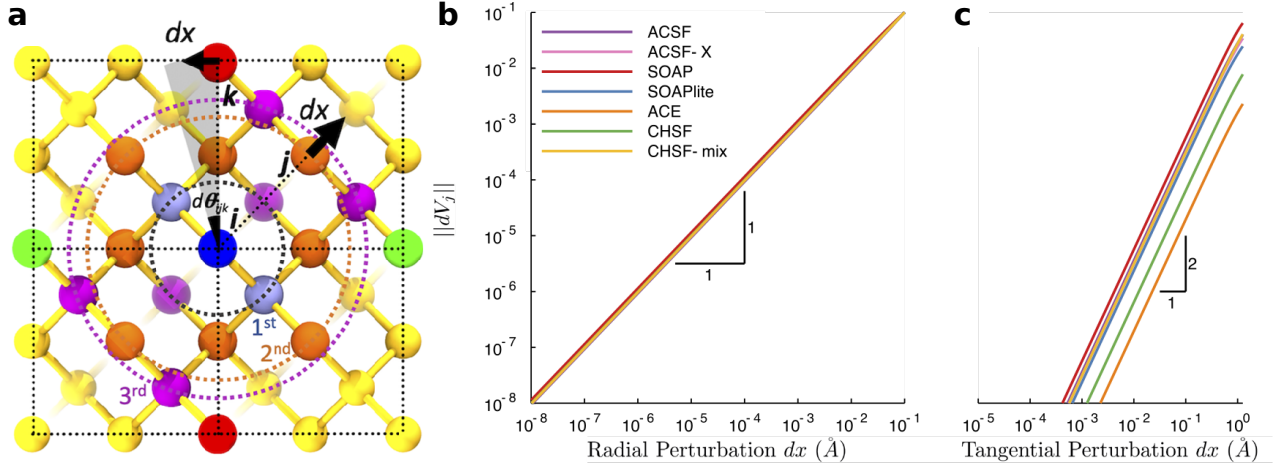 a
dx
k
dx
j
dθijk
i
1st
2nd
3rd
b
||dVj||
10-1
10-2
10-3
10-4
10-5
10-6
10-7
10-8
ACSF
ACSF- X
SOAP
SOAPlite
ACE
CHSF
CHSF- mix
1
1
10-8
10-7
10-6
10-5
10-4
10-3
10-2
10-1
Radial Perturbation dx (Å)
c
2
1
10-5
10-4
10-3
10-2
10-1
100
Tangential Perturbation dx (Å)